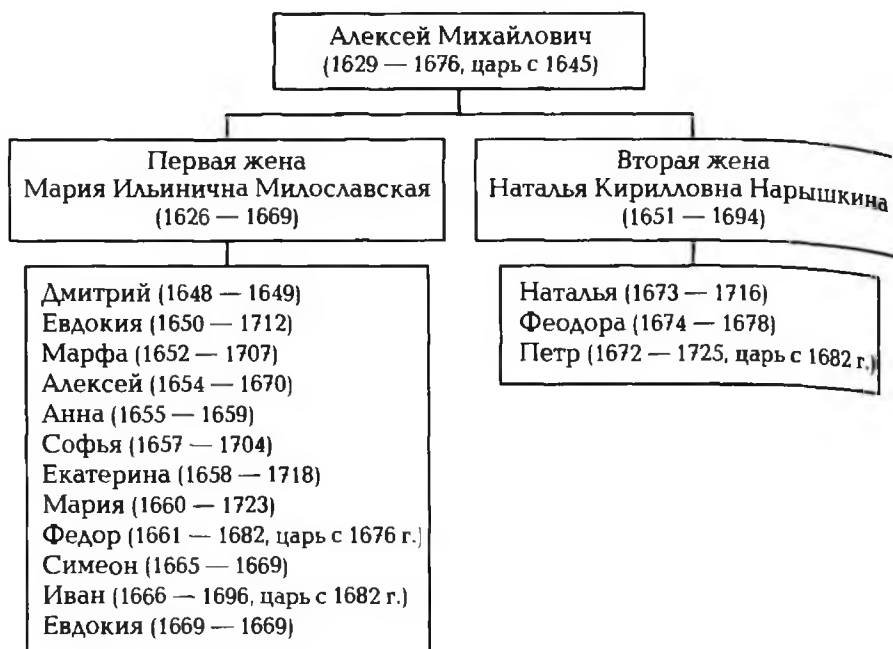 Алексей Михайлович
(1629 — 1676, царь с 1645)
Первая жена
Мария Ильинична Милославская
(1626 — 1669)
Вторая жена
Наталья Кирилловна Нарышкина
(1651 — 1694)
Дмитрий (1648 — 1649)
Евдокия (1650 — 1712)
Марфа (1652 — 1707)
Алексей (1654 — 1670)
Анна (1655 — 1659)
Софья (1657 — 1704)
Екатерина (1658 — 1718)
Мария (1660 — 1723)
Федор (1661 — 1682, царь с 1676 г.)
Симеон (1665 — 1669)
Иван (1666 — 1696, царь с 1682 г.)
Евдокия (1669 — 1669)
Наталья (1673 — 1716)
Феодора (1674 — 1678)
Петр (1672 — 1725, царь с 1682 г.)